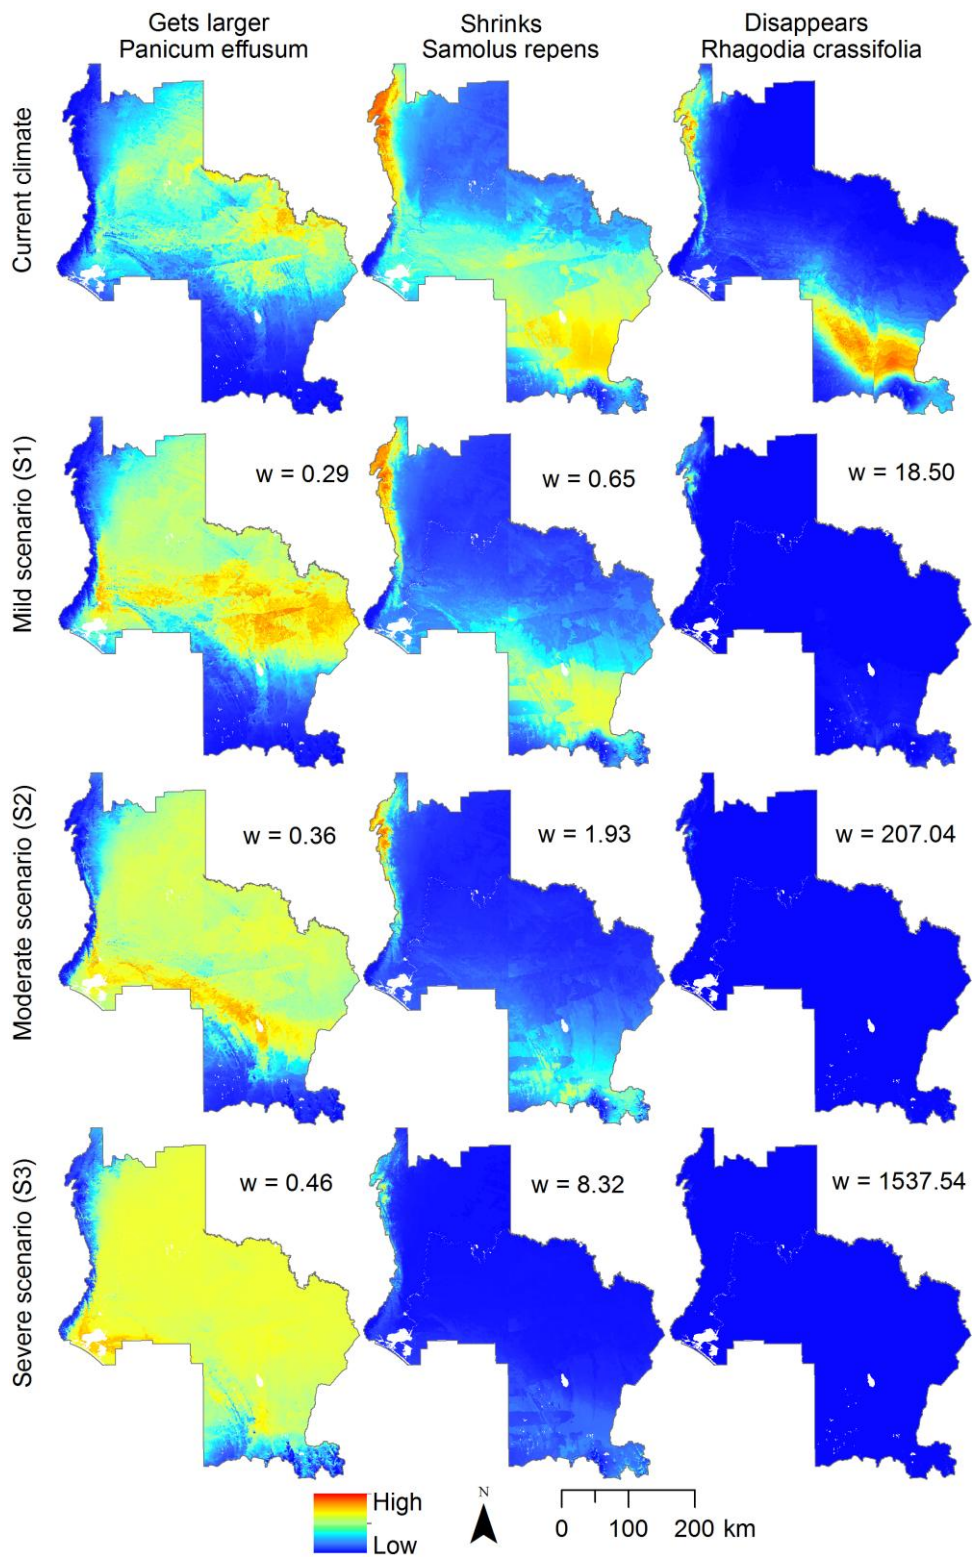 Gets larger
Panicum effusum
Shrinks
Samolus repens
Disappears
Rhagodia crassifolia
Current climate
Mild scenario (S1)
w = 0.29
w = 0.65
w = 18.50
Moderate scenario (S2)
w = 0.36
w = 1.93
w = 207.04
Severe scenario (S3)
w = 0.46
w = 8.32
w = 1537.54
High
Low
N
0 100 200 km